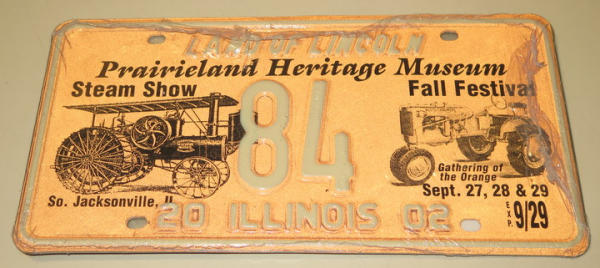 LAND OF LINCOLN
Prairieland Heritage Museum
Steam Show
Fall Festival
84
Gathering of
the Orange
Sept. 27, 28 & 29
So. Jacksonville, IL
20 ILLINOIS 02
EXP. 9/29